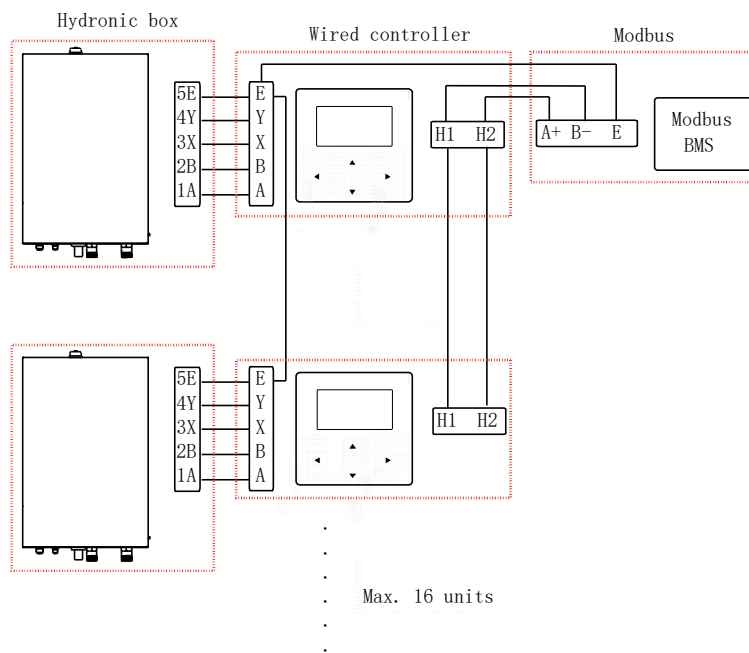 Hydronic box
Wired controller
Modbus
5E
4Y
3X
2B
1A
E
Y
X
B
A
H1 H2
A+ B- E
Modbus
BMS
5E
4Y
3X
2B
1A
E
Y
X
B
A
H1 H2
Max. 16 units